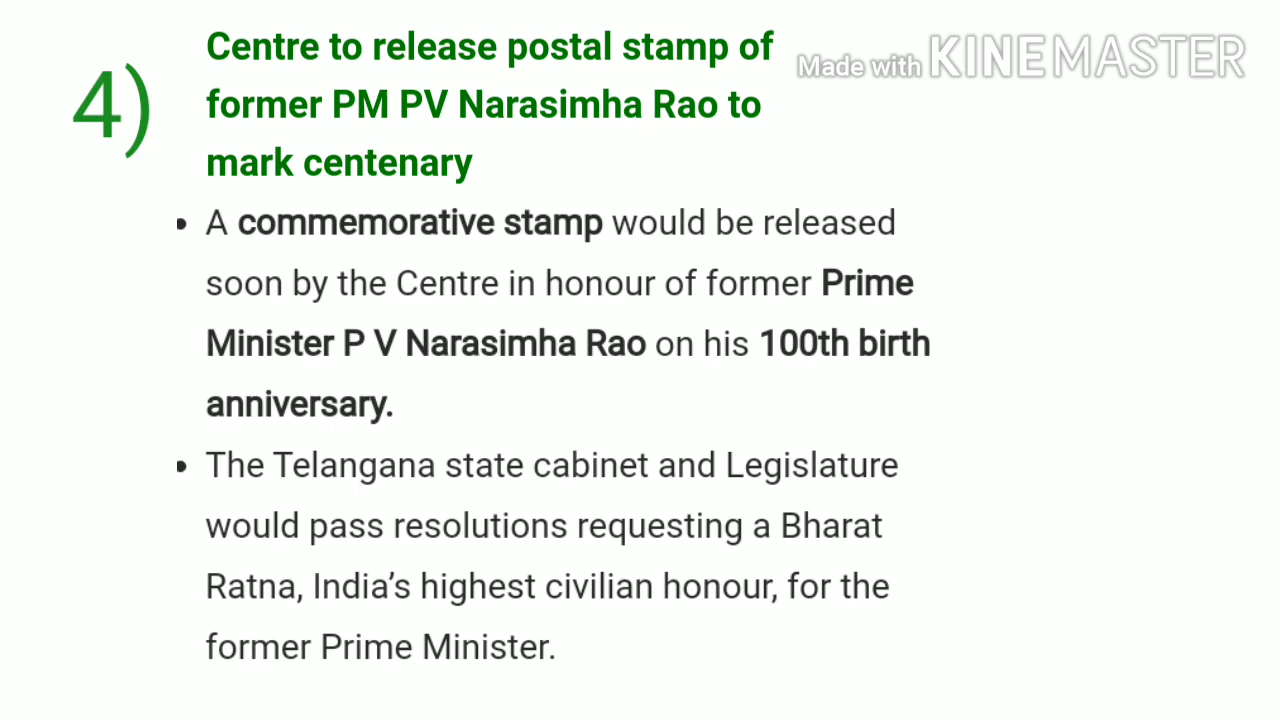 4)
Centre to release postal stamp of
former PM PV Narasimha Rao to
mark centenary
Made with KINEMASTER
• A commemorative stamp would be released
soon by the Centre in honour of former Prime
Minister P V Narasimha Rao on his 100th birth
anniversary.
• The Telangana state cabinet and Legislature
would pass resolutions requesting a Bharat
Ratna, India’s highest civilian honour, for the
former Prime Minister.